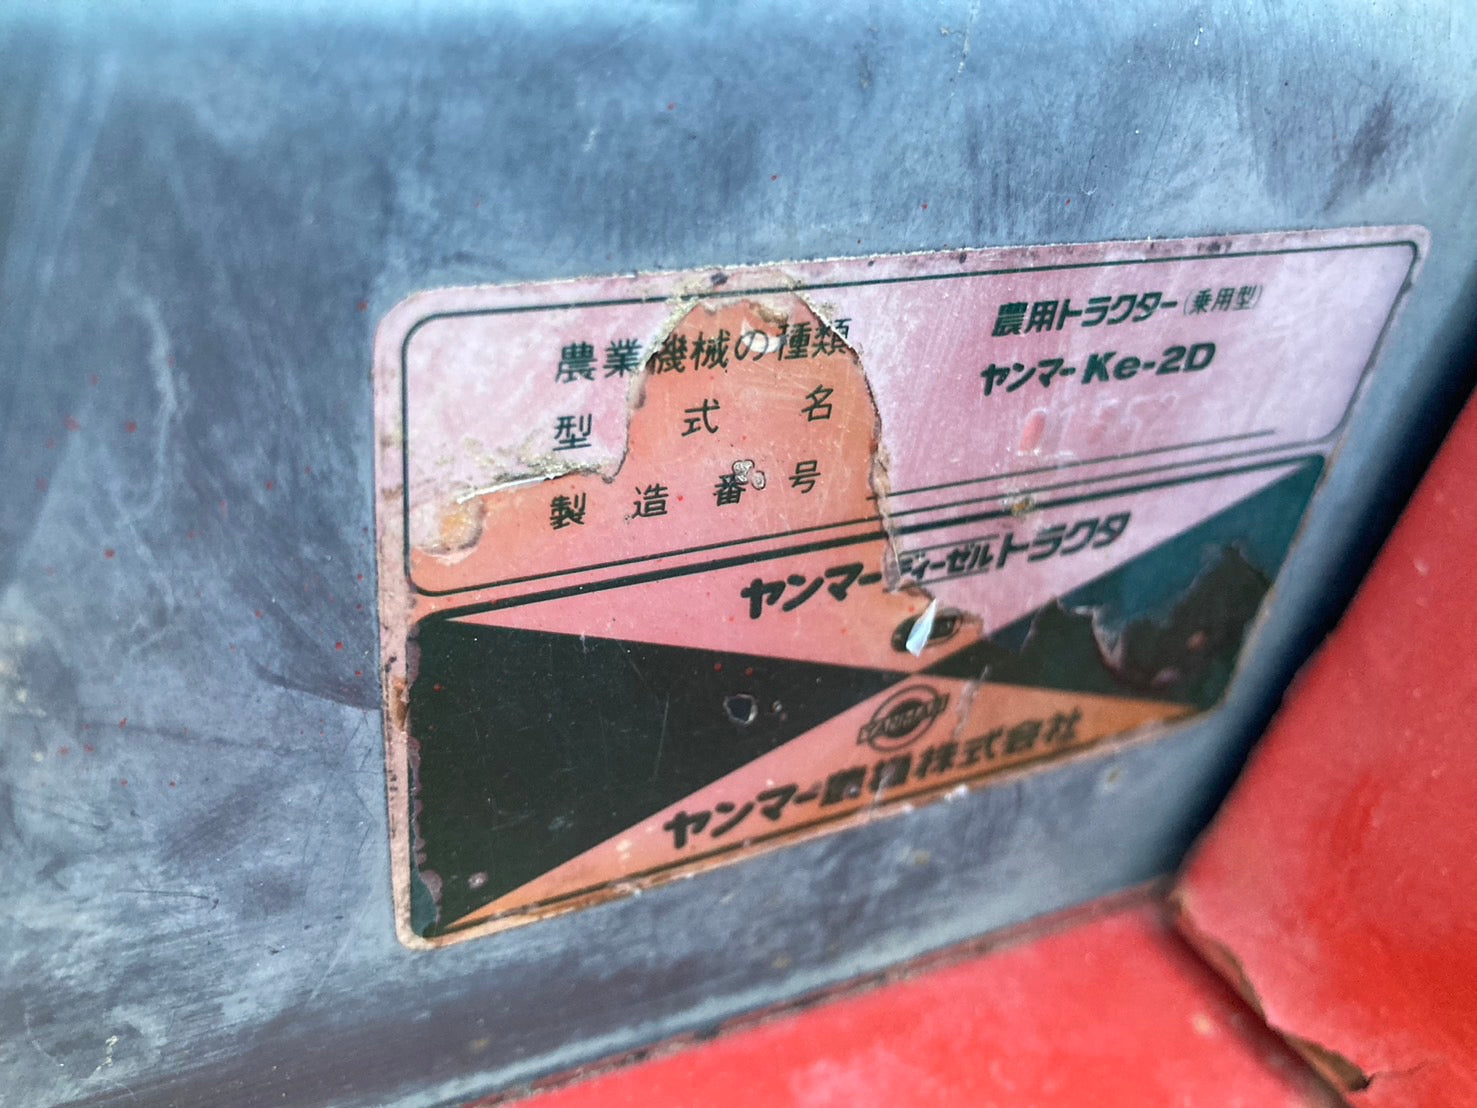 農業機械の種類 農用トラクター(乗用型)
型式名 ヤンマー Ke-2D
製造番号
ヤンマーディーゼルトラクタ
YANMAR
ヤンマー農機株式会社